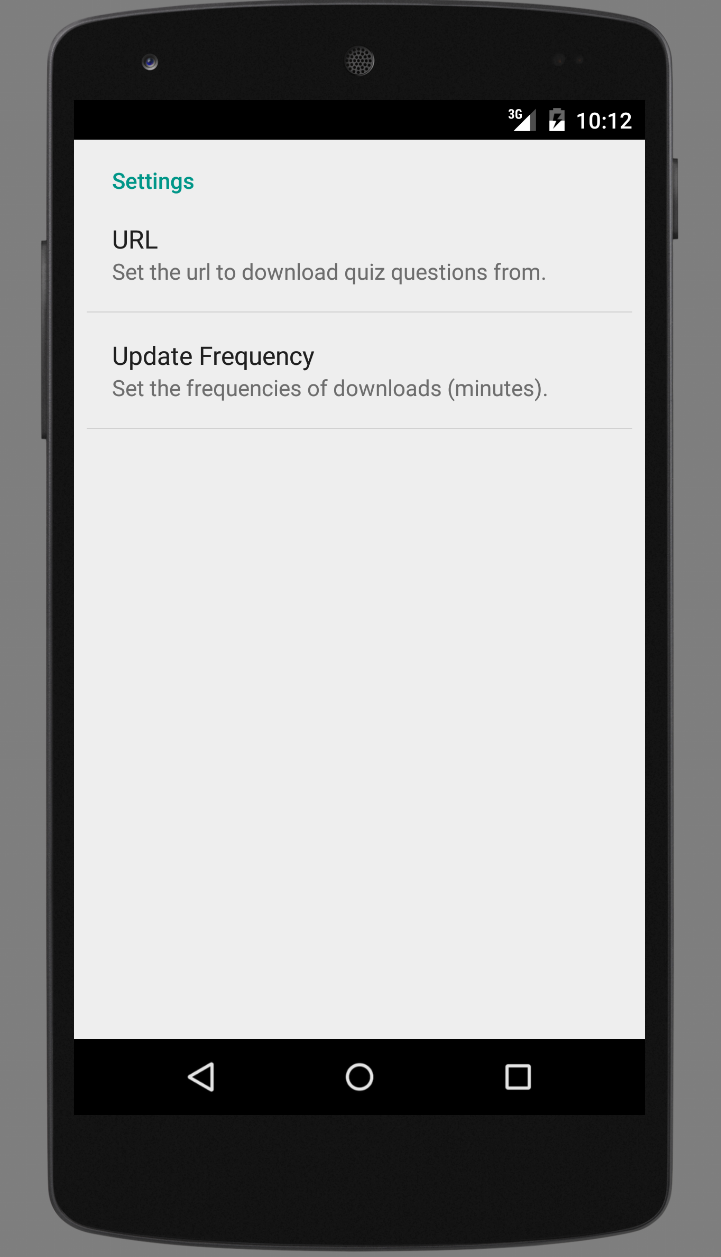 3G 10:12
Settings
URL
Set the url to download quiz questions from.
Update Frequency
Set the frequencies of downloads (minutes).